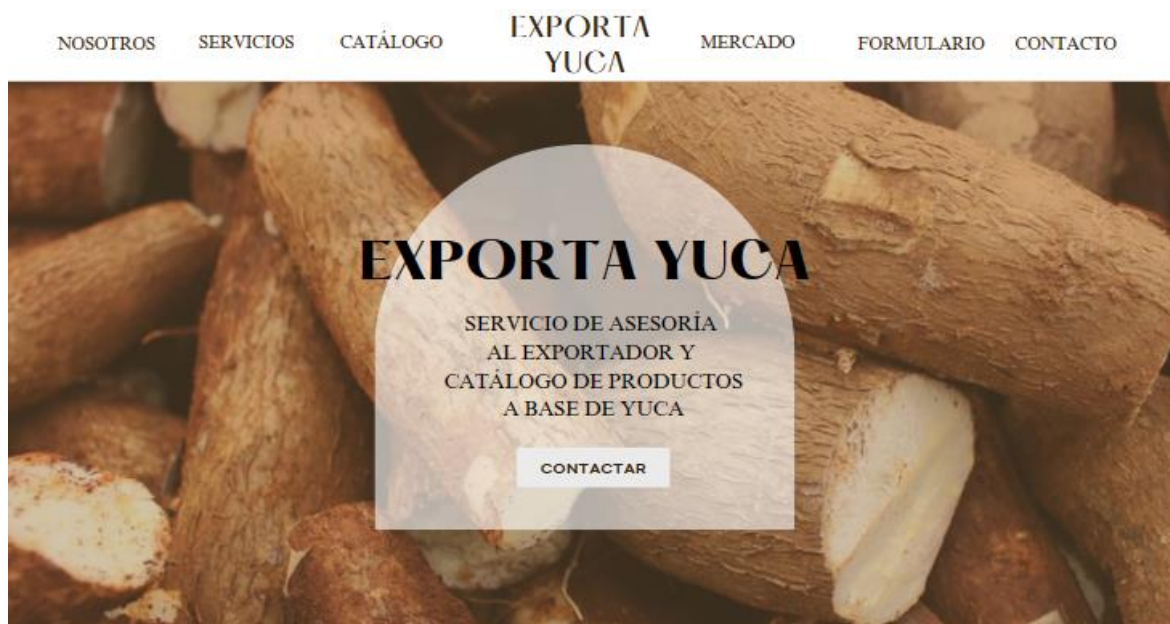 NOSOTROS
SERVICIOS
CATÁLOGO
EXPORTA
YUCA
MERCADO
FORMULARIO
CONTACTO
EXPORTA YUCA
SERVICIO DE ASESORÍA
AL EXPORTADOR Y
CATÁLOGO DE PRODUCTOS
A BASE DE YUCA
CONTACTAR